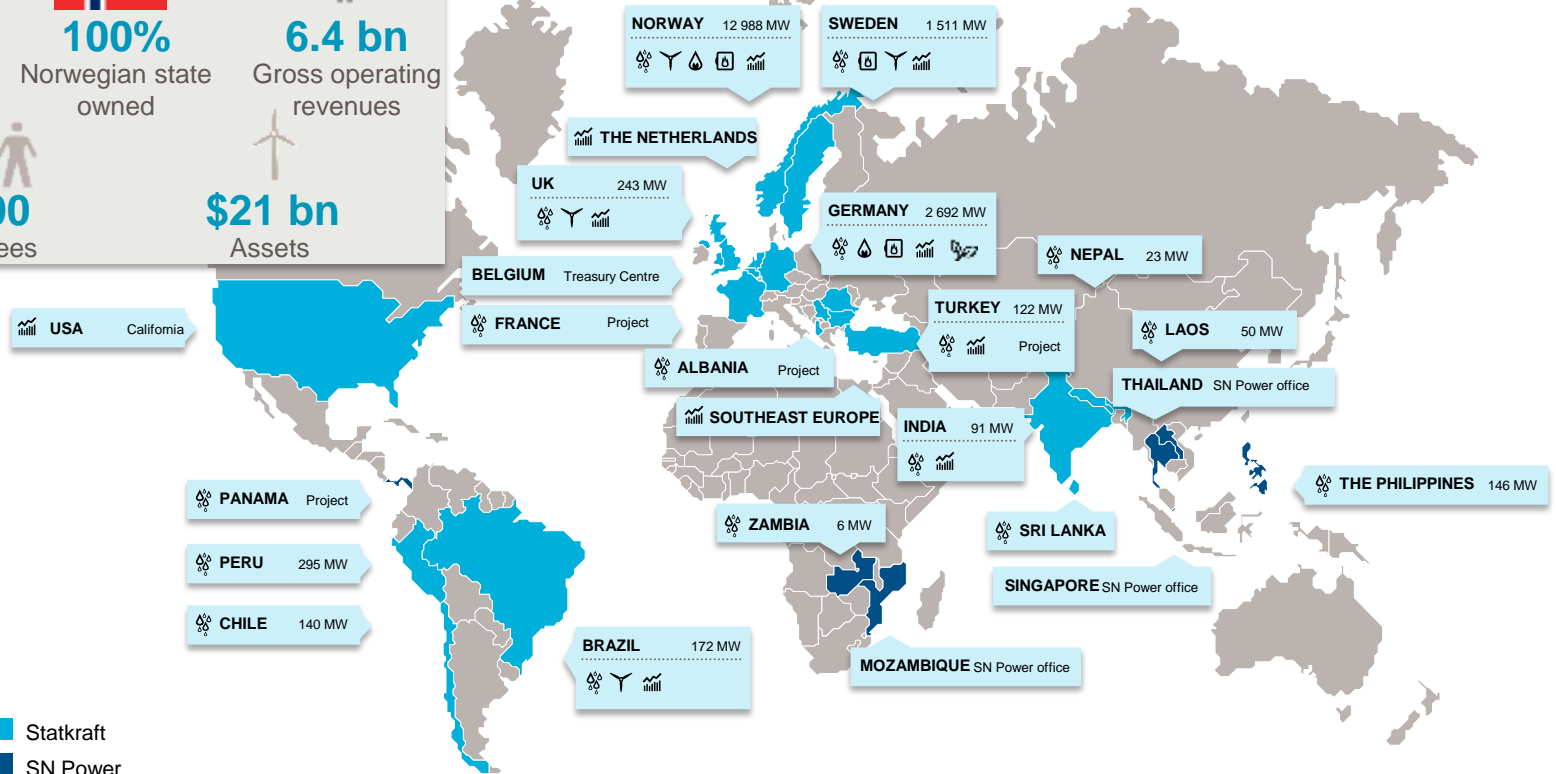 100%
Norwegian state
owned
6.4 bn
Gross operating
revenues
$21 bn
Assets
NORWAY 12 988 MW
SWEDEN 1 511 MW
THE NETHERLANDS
UK 243 MW
GERMANY 2 692 MW
BELGIUM Treasury Centre
NEPAL 23 MW
USA California
FRANCE Project
TURKEY 122 MW
Project
LAOS 50 MW
ALBANIA Project
THAILAND SN Power office
SOUTHEAST EUROPE
INDIA 91 MW
PANAMA Project
THE PHILIPPINES 146 MW
ZAMBIA 6 MW
SRI LANKA
PERU 295 MW
SINGAPORE SN Power office
CHILE 140 MW
BRAZIL 172 MW
MOZAMBIQUE SN Power office
Statkraft
SN Power